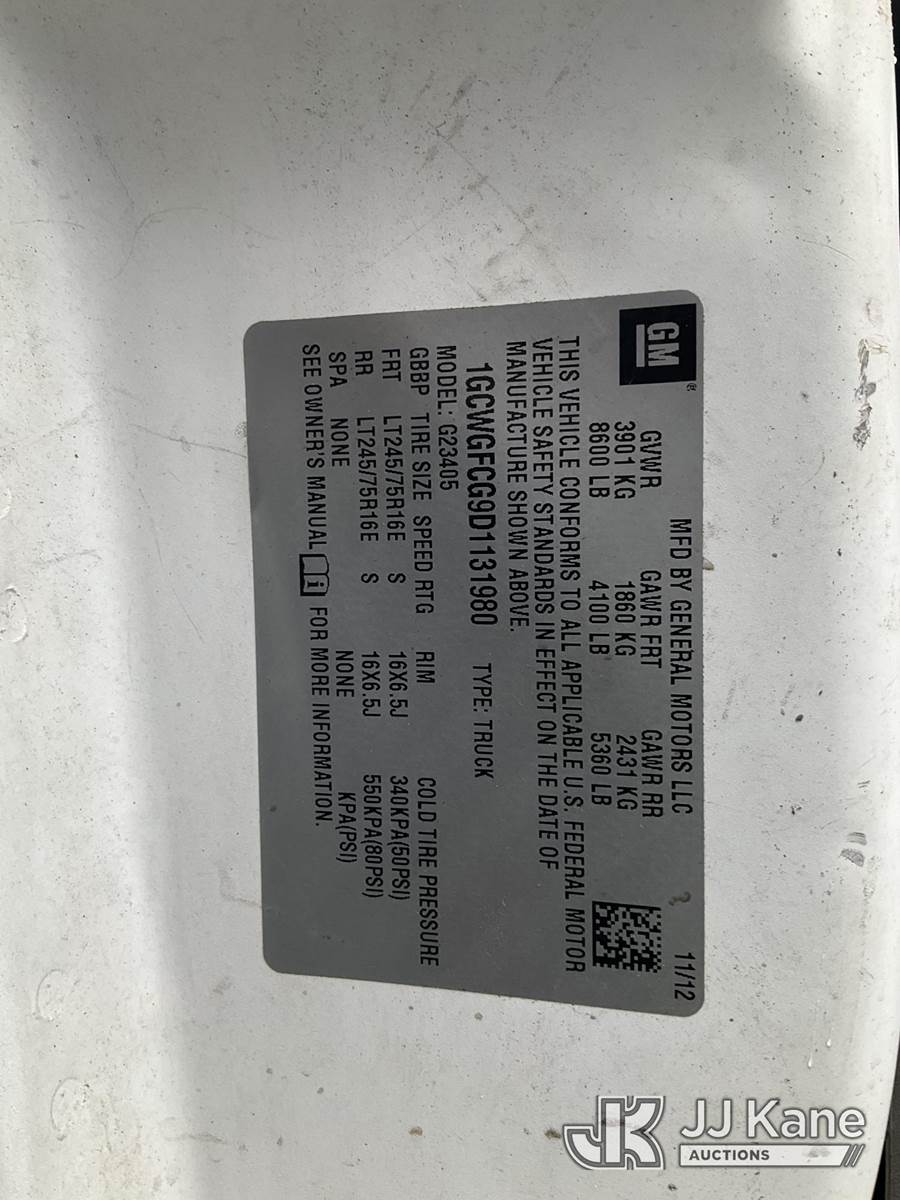 MFD BY GENERAL MOTORS LLC 11/12
GM®
GVWR GAWR FRT GAWR RR
3901 KG 1860 KG 2431 KG
8600 LB 4100 LB 5360 LB
THIS VEHICLE CONFORMS TO ALL APPLICABLE U.S. FEDERAL MOTOR
VEHICLE SAFETY STANDARDS IN EFFECT ON THE DATE OF
MANUFACTURE SHOWN ABOVE.
1GCWGFCG9D1131980 TYPE: TRUCK
MODEL: G23405
GBBP TIRE SIZE SPEED RTG RIM COLD TIRE PRESSURE
FRT LT245/75R16E S 16X6.5J 340KPA(50PSI)
RR LT245/75R16E S 16X6.5J 550KPA(80PSI)
SPA NONE NONE KPA(PSI)
SEE OWNER'S MANUAL i FOR MORE INFORMATION.
JK JJ Kane
AUCTIONS